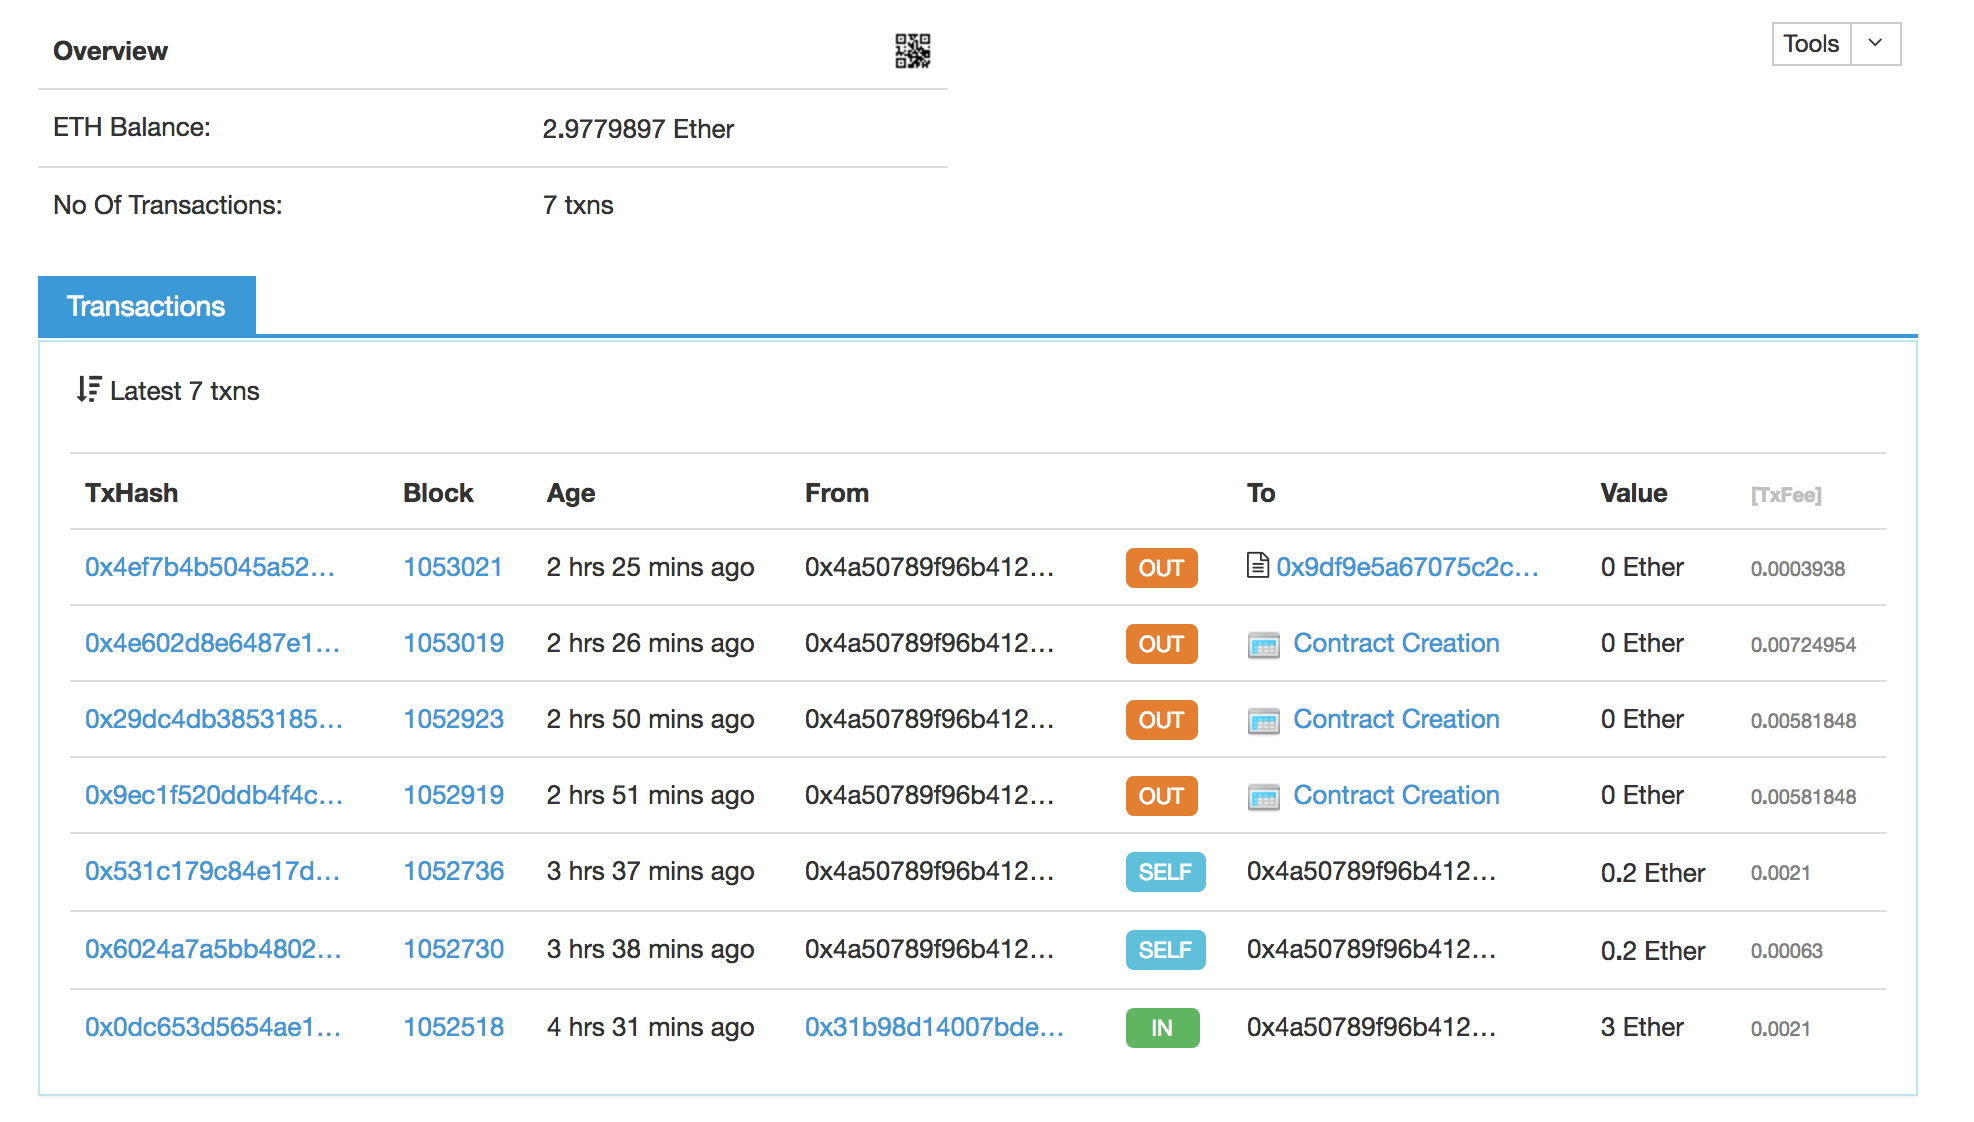 Overview
Tools
ETH Balance: 2.9779897 Ether
No Of Transactions: 7 txns
Transactions
Latest 7 txns
TxHash Block Age From To Value [TxFee]
0x4ef7b4b5045a52... 1053021 2 hrs 25 mins ago 0x4a50789f96b412... OUT 0x9df9e5a67075c2c... 0 Ether 0.0003938
0x4e602d8e6487e1... 1053019 2 hrs 26 mins ago 0x4a50789f96b412... OUT Contract Creation 0 Ether 0.00724954
0x29dc4db3853185... 1052923 2 hrs 50 mins ago 0x4a50789f96b412... OUT Contract Creation 0 Ether 0.00581848
0x9ec1f520ddb4f4c... 1052919 2 hrs 51 mins ago 0x4a50789f96b412... OUT Contract Creation 0 Ether 0.00581848
0x531c179c84e17d... 1052736 3 hrs 37 mins ago 0x4a50789f96b412... SELF 0x4a50789f96b412... 0.2 Ether 0.0021
0x6024a7a5bb4802... 1052730 3 hrs 38 mins ago 0x4a50789f96b412... SELF 0x4a50789f96b412... 0.2 Ether 0.00063
0x0dc653d5654ae1... 1052518 4 hrs 31 mins ago 0x31b98d14007bde... IN 0x4a50789f96b412... 3 Ether 0.0021